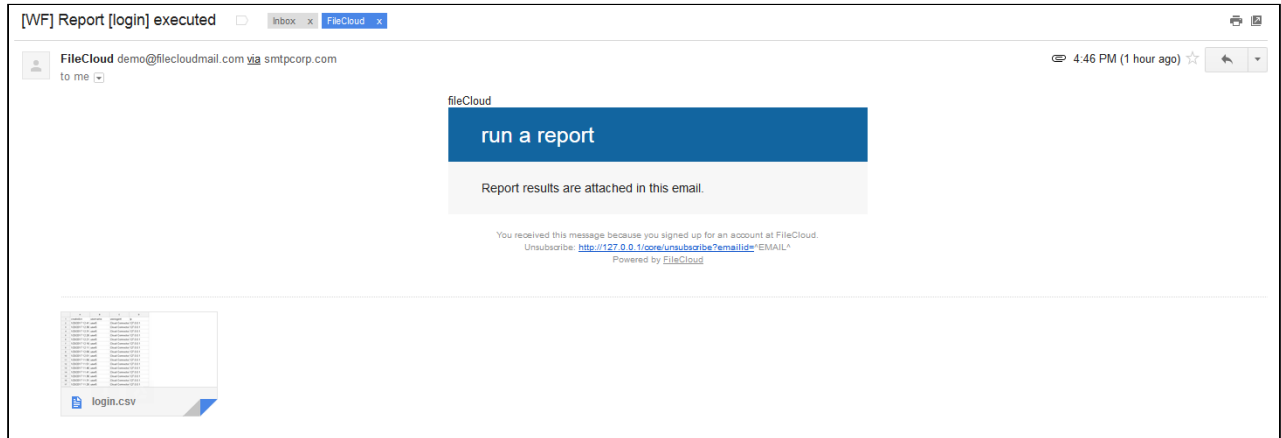 [WF] Report [login] executed
Inbox x FileCloud x
FileCloud demo@filecloudmail.com via smtpcorp.com
4:46 PM (1 hour ago)
to me
fileCloud
run a report
Report results are attached in this email.
You received this message because you signed up for an account at FileCloud.
Unsubscribe: http://127.0.0.1/core/unsubscribe?emailid=^EMAIL^
Powered by FileCloud
login.csv